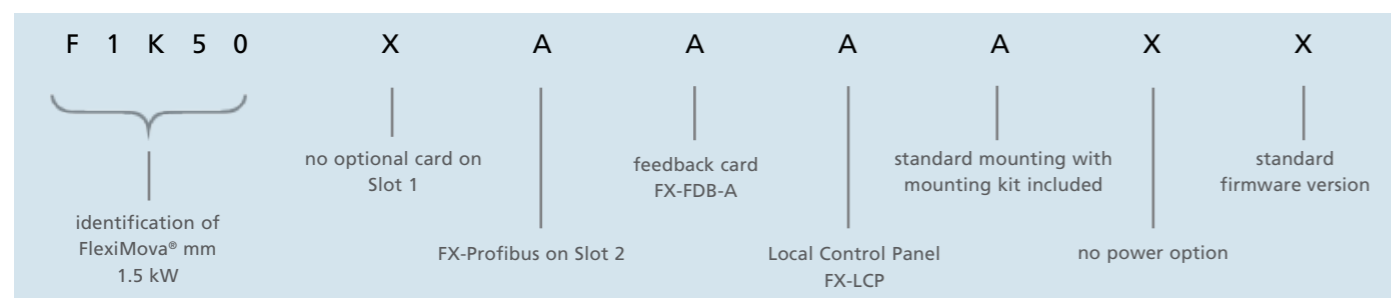 F 1 K 5 0 X A A A A X X
no optional card on
Slot 1
feedback card
FX-FDB-A
standard mounting with
mounting kit included
standard
firmware version
identification of
FlexiMova® mm
1.5 kW
FX-Profibus on Slot 2
Local Control Panel
FX-LCP
no power option